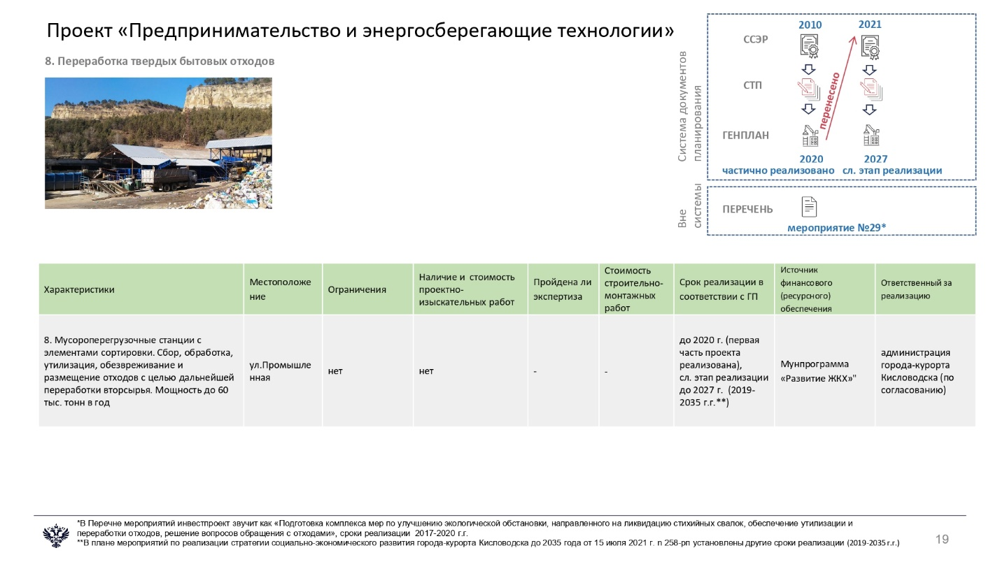 Проект «Предпринимательство и энергосберегающие технологии»
8. Переработка твердых бытовых отходов
Система документов
планирования
2010
2021
ССЭР
СТП
перенесено
ГЕНПЛАН
2020
2027
частично реализовано
сл. этап реализации
Вне
системы
ПЕРЕЧЕНЬ
мероприятие №29*
Характеристики
Местоположе
ние
Ограничения
Наличие и стоимость
проектно-
изыскательных работ
Пройдена ли
экспертиза
Стоимость
строительно-
монтажных
работ
Срок реализации в
соответствии с ГП
Источник
финансового
(ресурсного)
обеспечения
Ответственный за
реализацию
8. Мусороперегрузочные станции с
элементами сортировки. Сбор, обработка,
утилизация, обезвреживание и
размещение отходов с целью дальнейшей
переработки вторсырья. Мощность до 60
тыс. тонн в год
ул.Промышле
нная
нет
нет
-
-
до 2020 г. (первая
часть проекта
реализована),
сл. этап реализации
до 2027 г. (2019-
2035 г.г.**)
Мунпрограмма
«Развитие ЖКХ»"
администрация
города-курорта
Кисловодска (по
согласованию)
*В Перечне мероприятий инвестпроект звучит как «Подготовка комплекса мер по улучшению экологической обстановки, направленного на ликвидацию стихийных свалок, обеспечение утилизации и
переработки отходов, решение вопросов обращения с отходами», сроки реализации 2017-2020 г.г.
**В плане мероприятий по реализации стратегии социально-экономического развития города-курорта Кисловодска до 2035 года от 15 июля 2021 г. n 258-рп установлены другие сроки реализации (2019-2035 г.г.)
19